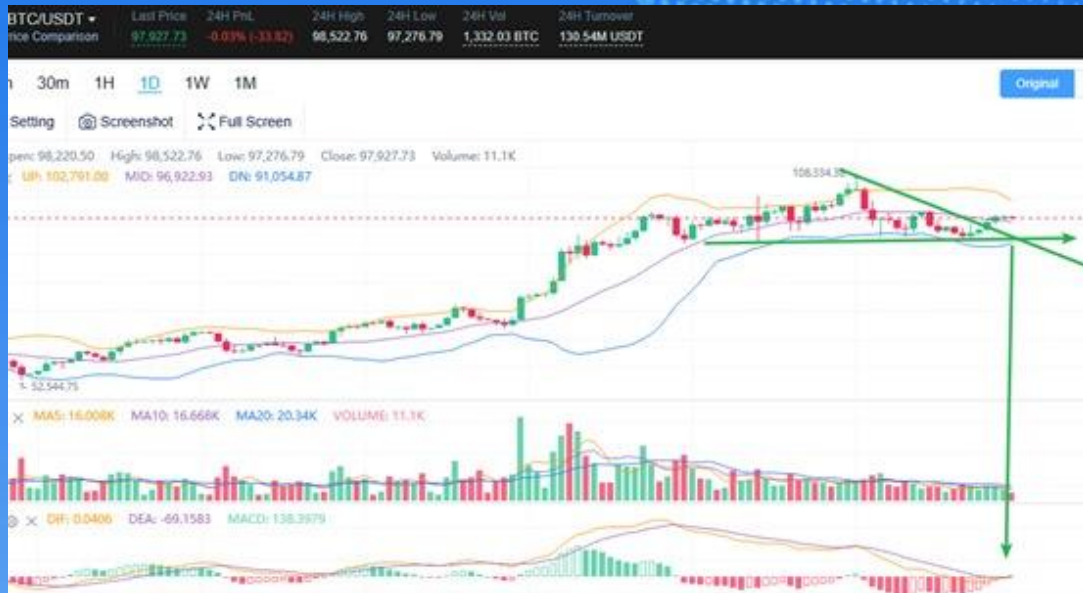 BTC/USDT Last Price 24H PnL 24H High 24H Low 24H Vol 24H Turnover
rice Comparison 97,927.73 -0.03% (-33.82) 98,522.76 97,276.79 1,332.03 BTC 130.54M USDT
30m 1H 1D 1W 1M Original
Setting Screenshot Full Screen
pen: 98,220.50 High: 98,522.76 Low: 97,276.79 Close: 97,927.73 Volume: 11.1K
UP: 102,791.00 MID: 96,922.93 DN: 91,054.87
52,544.75
MA5: 16.008K MA10: 16.668K MA20: 20.34K VOLUME: 11.1K
DIF: 0.0406 DEA: -69.1583 MACD: 138.3979